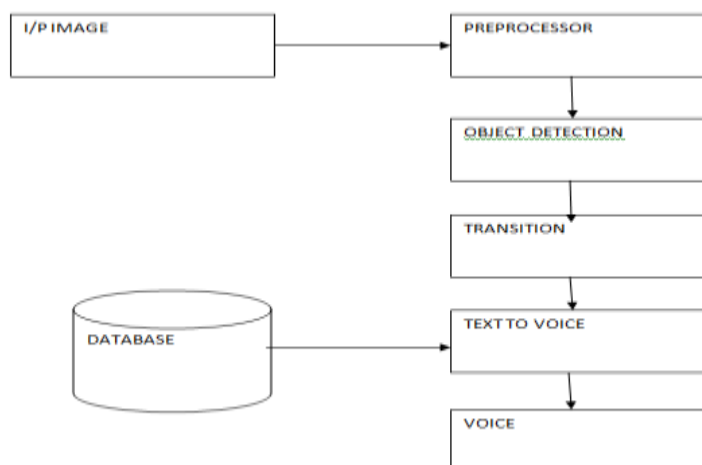 I/P IMAGE
PREPROCESSOR
OBJECT DETECTION
TRANSITION
TEXT TO VOICE
DATABASE
VOICE